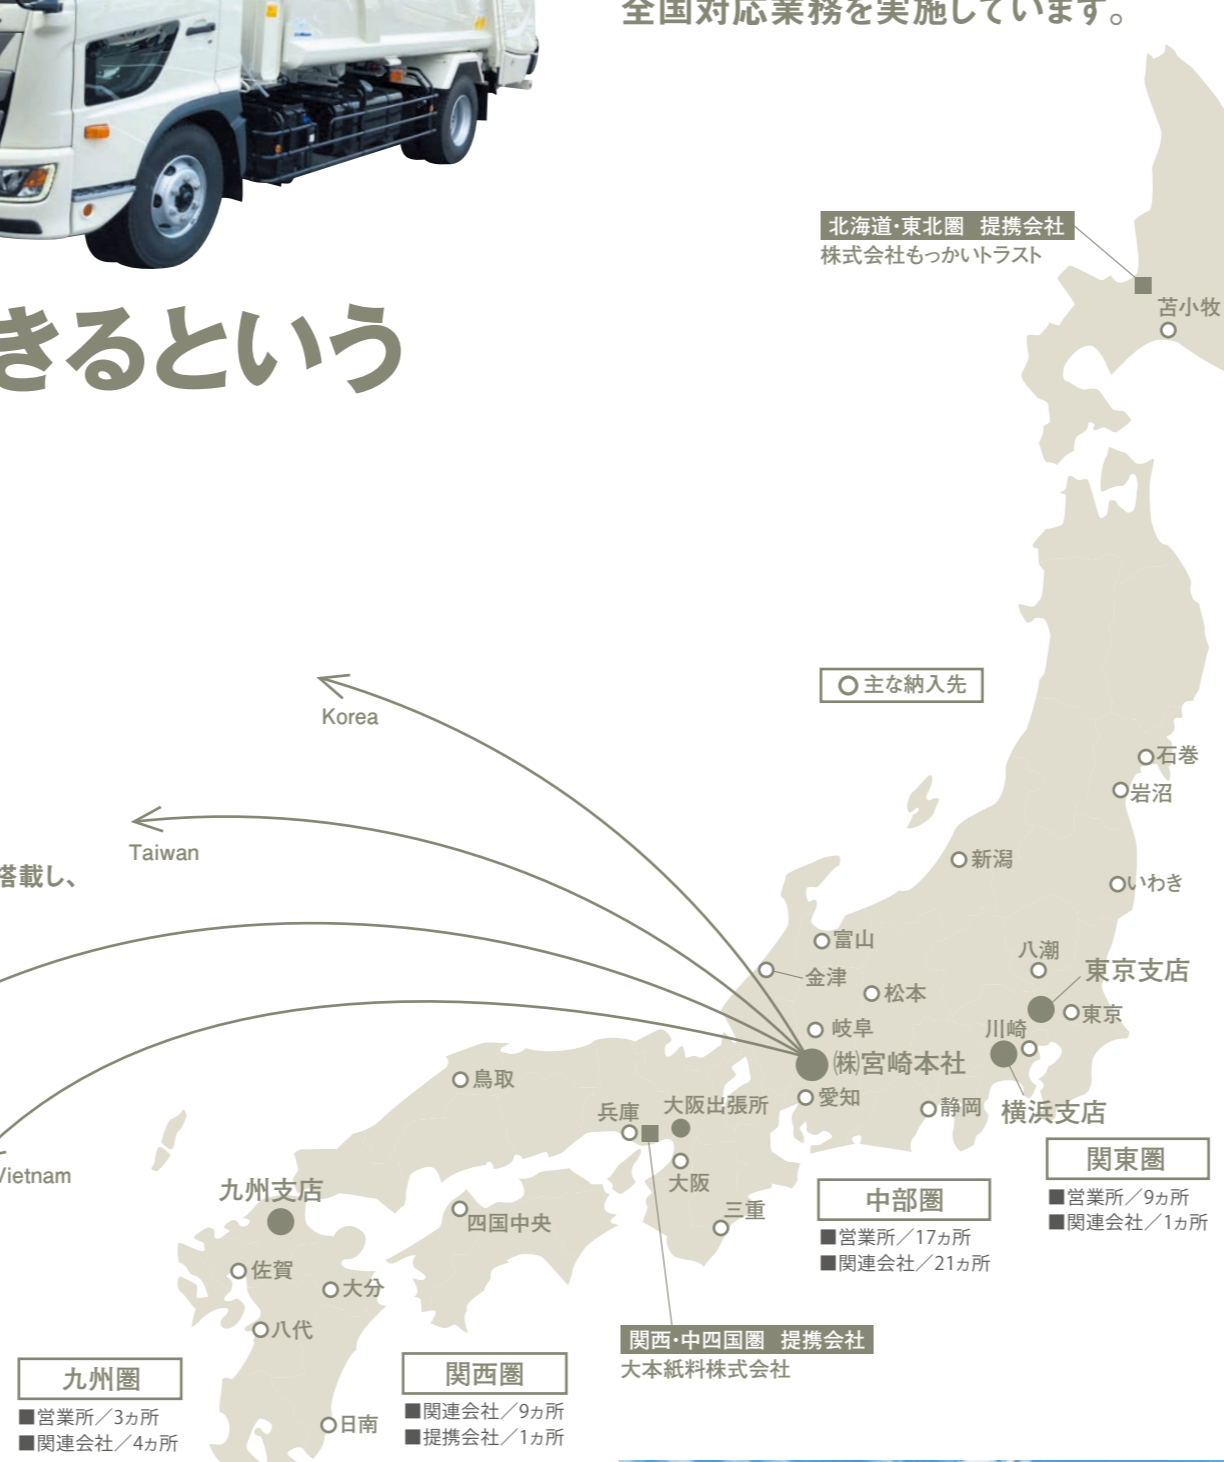 全国対応業務を実施しています。
北海道・東北圏 提携会社
株式会社もっかいトラスト
苫小牧
きるという
Korea
主な納入先
石巻
岩沼
Taiwan
搭載し、
新潟
いわき
富山
八潮
金津
東京支店
松本
東京
岐阜
川崎
㈱宮崎本社
鳥取
愛知
大阪出張所
兵庫
静岡
横浜支店
Vietnam
関東圏
■営業所／9ヵ所
■関連会社／1ヵ所
九州支店
大阪
中部圏
■営業所／17ヵ所
■関連会社／21ヵ所
三重
四国中央
佐賀
大分
八代
関西・中四国圏 提携会社
大本紙料株式会社
九州圏
■営業所／3ヵ所
■関連会社／4ヵ所
関西圏
■関連会社／9ヵ所
■提携会社／1ヵ所
日南